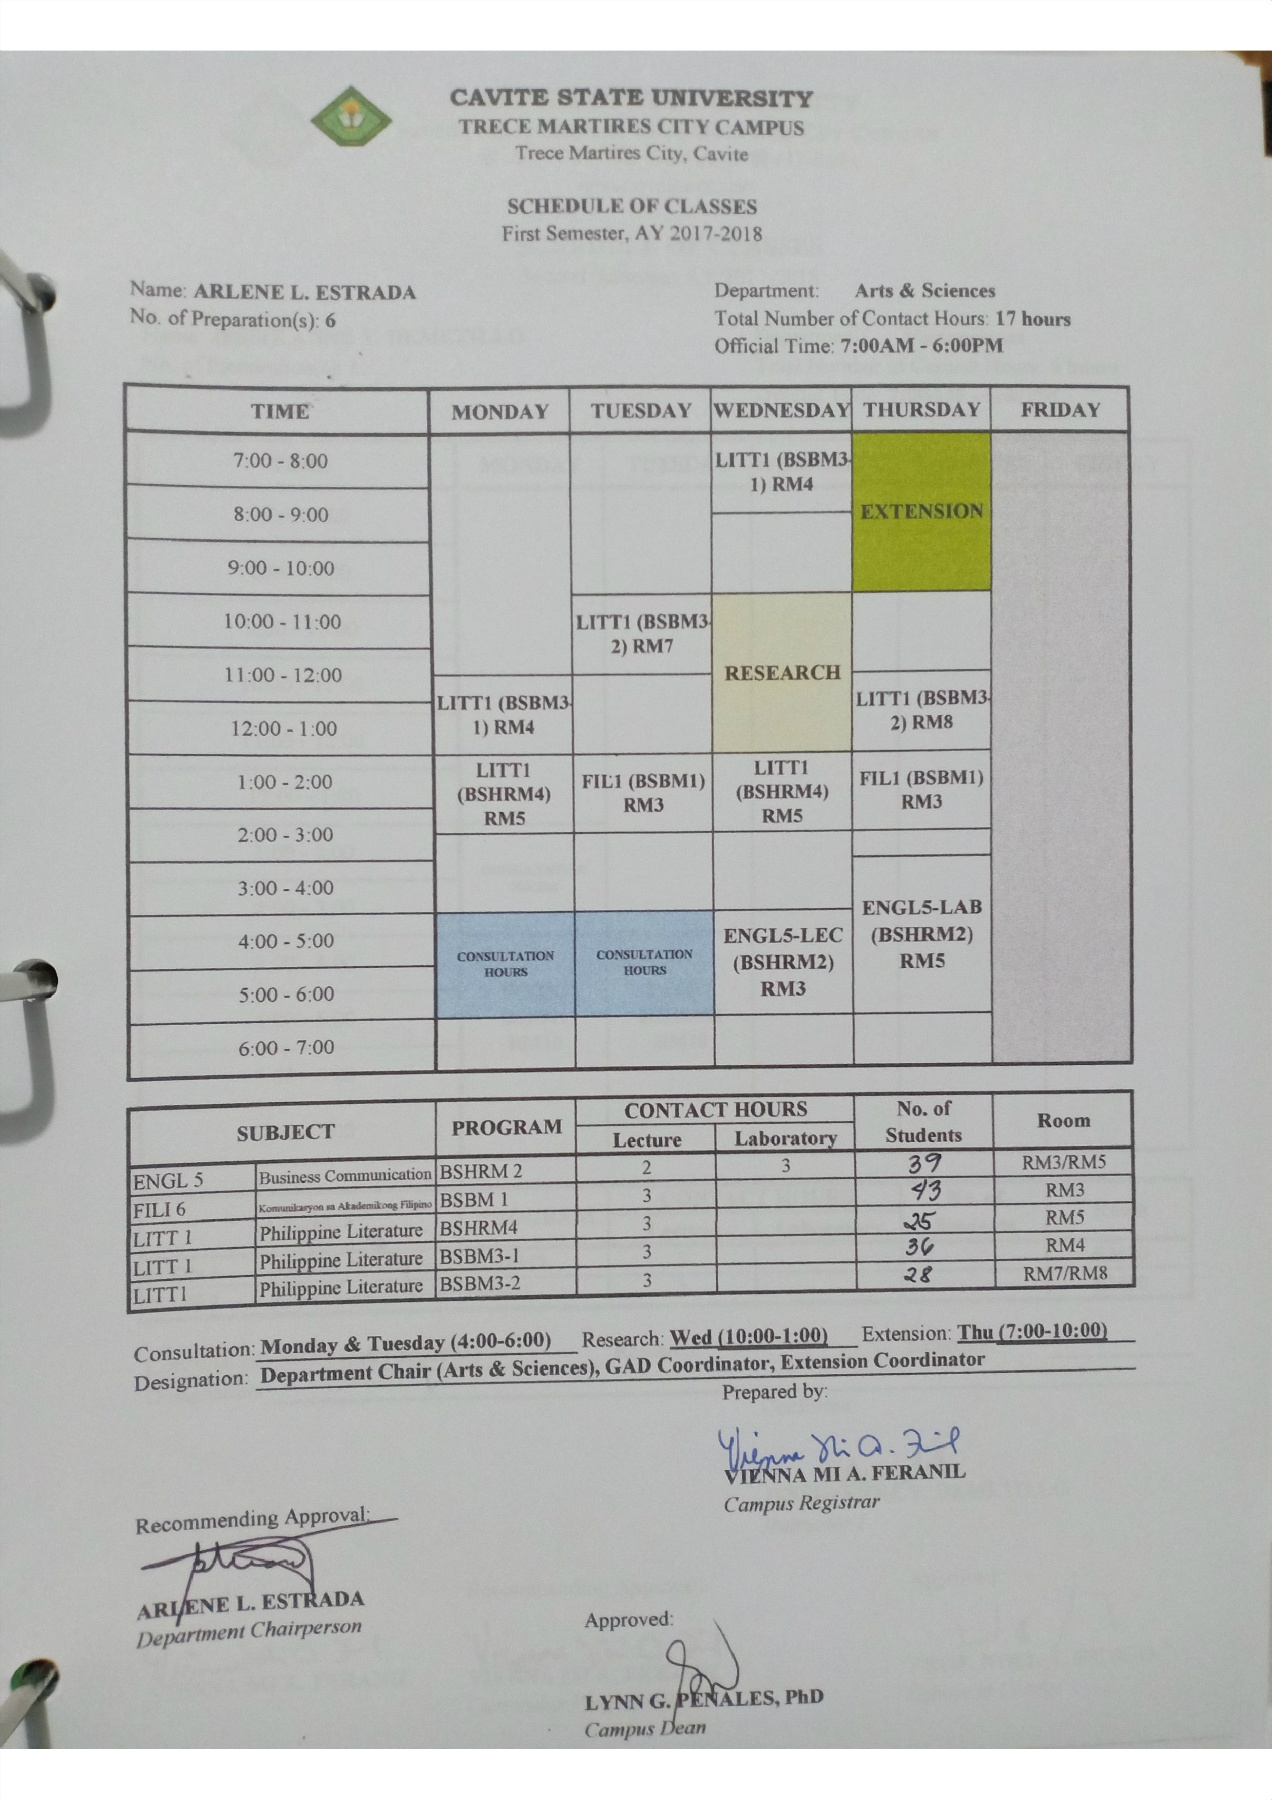 CAVITE STATE UNIVERSITY
TRECE MARTIRES CITY CAMPUS
Trece Martires City, Cavite
SCHEDULE OF CLASSES
First Semester, AY 2017-2018
Name: ARLENE L. ESTRADA
No. of Preparation(s): 6
Department: Arts & Sciences
Total Number of Contact Hours: 17 hours
Official Time: 7:00AM - 6:00PM
TIME MONDAY TUESDAY WEDNESDAY THURSDAY FRIDAY
7:00 - 8:00
8:00 - 9:00
9:00 - 10:00
10:00 - 11:00
11:00 - 12:00
12:00 - 1:00
1:00 - 2:00
2:00 - 3:00
3:00 - 4:00
4:00 - 5:00
5:00 - 6:00
6:00 - 7:00
LITT1 (BSBM3-
1) RM4
LITT1
(BSHRM4)
RM5
CONSULTATION
HOURS
LITT1 (BSBM3-
2) RM7
FIL1 (BSBM1)
RM3
CONSULTATION
HOURS
LITT1 (BSBM3-
1) RM4
RESEARCH
LITT1
(BSHRM4)
RM5
ENGL5-LEC
(BSHRM2)
RM3
EXTENSION
LITT1 (BSBM3-
2) RM8
FIL1 (BSBM1)
RM3
ENGL5-LAB
(BSHRM2)
RM5
SUBJECT PROGRAM CONTACT HOURS No. of Students Room
Lecture Laboratory
ENGL 5 Business Communication BSHRM 2 2 3 39 RM3/RM5
FILI 6 Komunikasyon sa Akademikong Filipino BSBM 1 3 43 RM3
LITT 1 Philippine Literature BSHRM4 3 25 RM5
LITT 1 Philippine Literature BSBM3-1 3 36 RM4
LITT1 Philippine Literature BSBM3-2 3 28 RM7/RM8
Consultation: Monday & Tuesday (4:00-6:00) Research: Wed (10:00-1:00) Extension: Thu (7:00-10:00)
Designation: Department Chair (Arts & Sciences), GAD Coordinator, Extension Coordinator
Prepared by:
VIENNA MI A. FERANIL
Campus Registrar
Recommending Approval:
ARLENE L. ESTRADA
Department Chairperson
Approved:
LYNN G. PENALES, PhD
Campus Dean